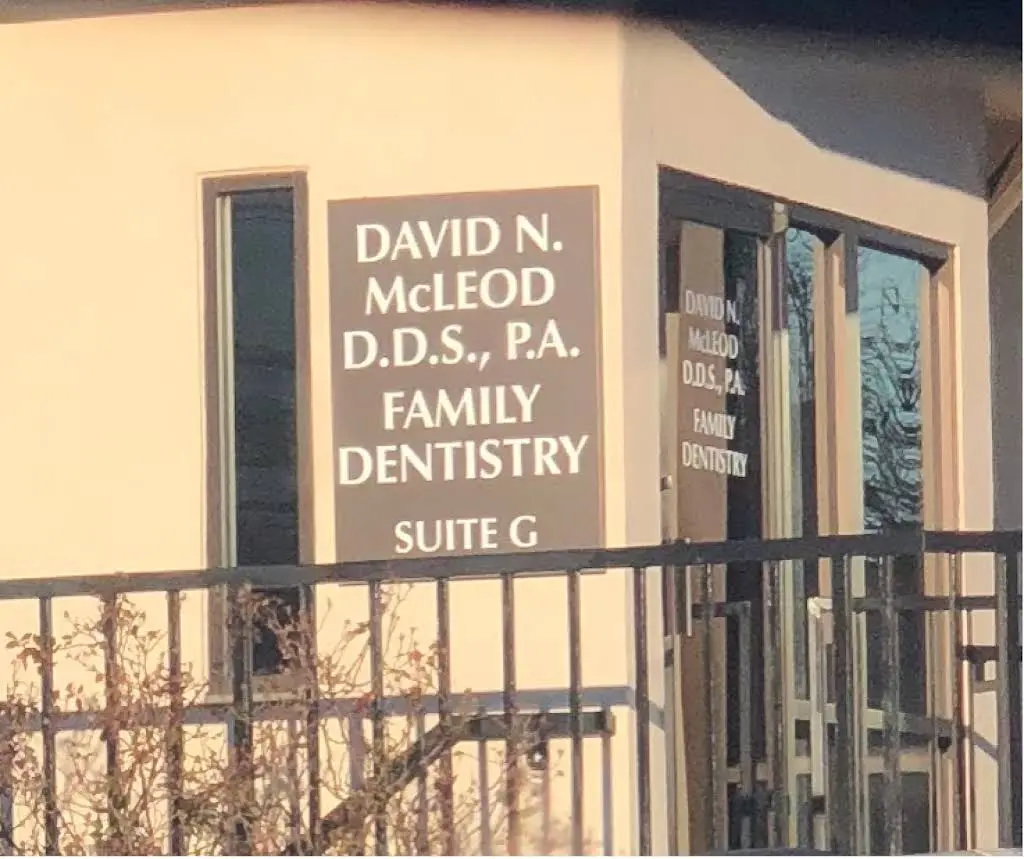 DAVID N.
McLEOD
D.D.S., P.A.
FAMILY
DENTISTRY
SUITE G
DAVID N.
McLEOD
D.D.S., P.A.
FAMILY
DENTISTRY